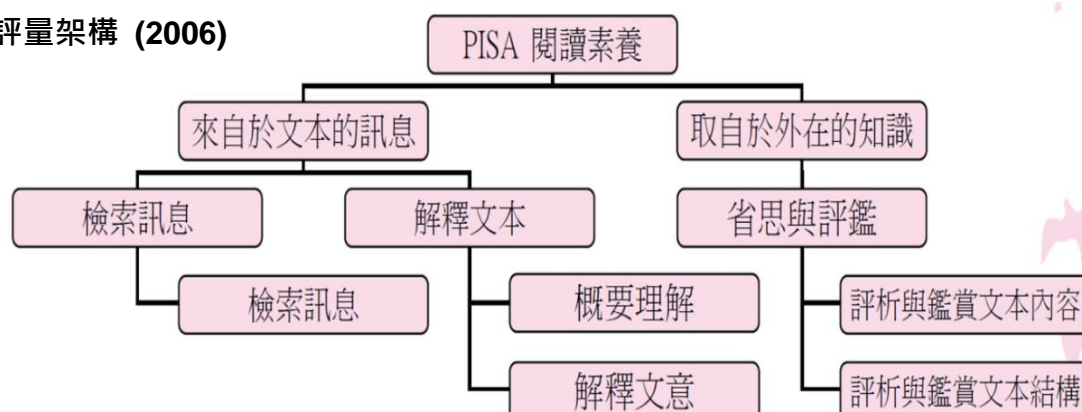 評量架構 (2006)
PISA 閱讀素養
來自於文本的訊息
取自於外在的知識
檢索訊息
解釋文本
省思與評鑑
檢索訊息
概要理解
評析與鑑賞文本內容
解釋文意
評析與鑑賞文本結構